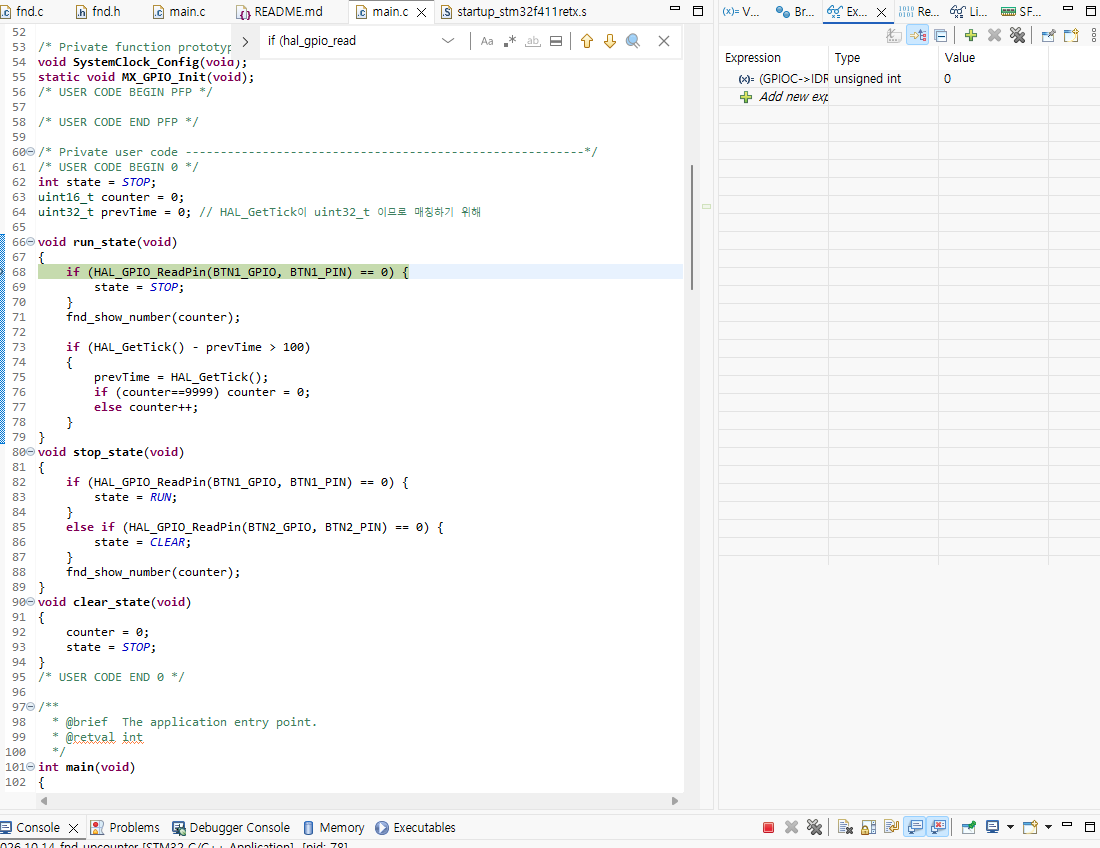 fnd.c
fnd.h
main.c
README.md
main.c
startup_stm32f411retx.s
if (hal_gpio_read
Aa
.*
ab
(x)= V...
Br...
Ex...
Re...
Li...
SF...
Expression Type Value
(x)= (GPIOC->IDR unsigned int 0
Add new exp
52
53 /* Private function prototyp
54 void SystemClock_Config(void);
55 static void MX_GPIO_Init(void);
56 /* USER CODE BEGIN PFP */
57
58 /* USER CODE END PFP */
59
60 /* Private user code ---------------------------------------------------------*/
61 /* USER CODE BEGIN 0 */
62 int state = STOP;
63 uint16_t counter = 0;
64 uint32_t prevTime = 0; // HAL_GetTick이 uint32_t 이므로 매칭하기 위해
65
66 void run_state(void)
67 {
68 if (HAL_GPIO_ReadPin(BTN1_GPIO, BTN1_PIN) == 0) {
69 state = STOP;
70 }
71 fnd_show_number(counter);
72
73 if (HAL_GetTick() - prevTime > 100)
74 {
75 prevTime = HAL_GetTick();
76 if (counter==9999) counter = 0;
77 else counter++;
78 }
79 }
80 void stop_state(void)
81 {
82 if (HAL_GPIO_ReadPin(BTN1_GPIO, BTN1_PIN) == 0) {
83 state = RUN;
84 }
85 else if (HAL_GPIO_ReadPin(BTN2_GPIO, BTN2_PIN) == 0) {
86 state = CLEAR;
87 }
88 fnd_show_number(counter);
89 }
90 void clear_state(void)
91 {
92 counter = 0;
93 state = STOP;
94 }
95 /* USER CODE END 0 */
96
97 /**
98 * @brief The application entry point.
99 * @retval int
100 */
101 int main(void)
102 {
Console
Problems
Debugger Console
Memory
Executables